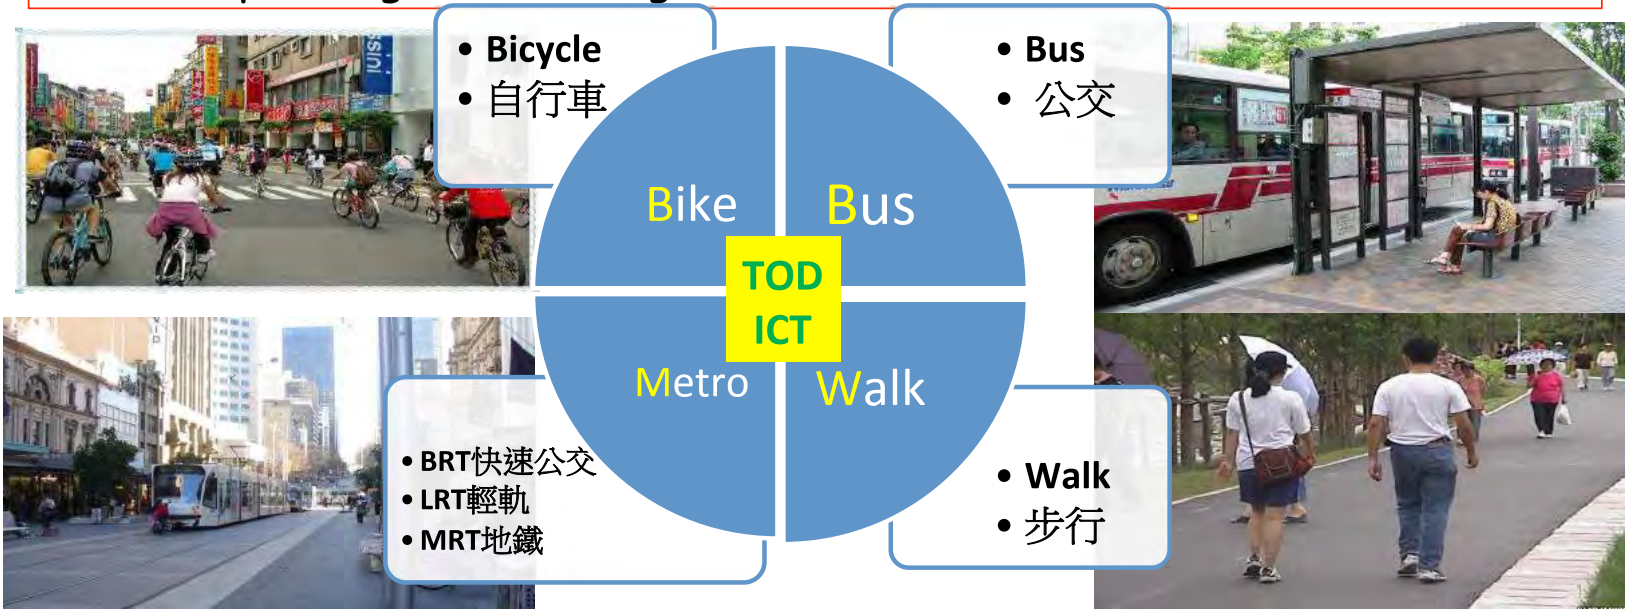 • Bicycle
• 自行車
• Bus
• 公交
Bike
Bus
TOD
ICT
Metro
Walk
• BRT快速公交
• LRT輕軌
• MRT地鐵
• Walk
• 步行